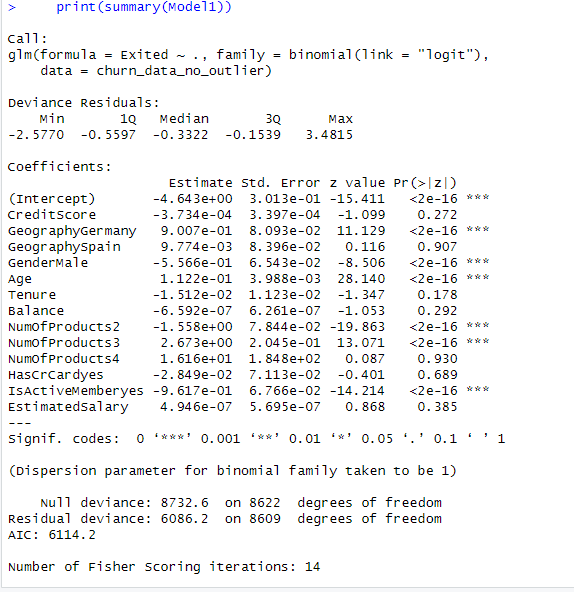 >     print(summary(Model1))
Call:
glm(formula = Exited ~ ., family = binomial(link = "logit"),
    data = churn_data_no_outlier)
Deviance Residuals:
    Min       1Q   Median       3Q      Max
-2.5770  -0.5597  -0.3322  -0.1539   3.4815
Coefficients:
                    Estimate Std. Error z value Pr(>|z|)
(Intercept)       -4.643e+00  3.013e-01 -15.411   <2e-16 ***
CreditScore       -3.734e-04  3.397e-04  -1.099    0.272
GeographyGermany   9.007e-01  8.093e-02  11.129   <2e-16 ***
GeographySpain     9.774e-03  8.396e-02   0.116    0.907
GenderMale        -5.566e-01  6.543e-02  -8.506   <2e-16 ***
Age                1.122e-01  3.988e-03  28.140   <2e-16 ***
Tenure            -1.512e-02  1.123e-02  -1.347    0.178
Balance           -6.592e-07  6.261e-07  -1.053    0.292
NumOfProducts2    -1.558e+00  7.844e-02 -19.863   <2e-16 ***
NumOfProducts3     2.673e+00  2.045e-01  13.071   <2e-16 ***
NumOfProducts4     1.616e+01  1.848e+02   0.087    0.930
HasCrCardyes      -2.849e-02  7.113e-02  -0.401    0.689
IsActiveMemberyes -9.617e-01  6.766e-02 -14.214   <2e-16 ***
EstimatedSalary    4.946e-07  5.695e-07   0.868    0.385
---
Signif. codes:  0 ‘***’ 0.001 ‘**’ 0.01 ‘*’ 0.05 ‘.’ 0.1 ‘ ’ 1
(Dispersion parameter for binomial family taken to be 1)
    Null deviance: 8732.6  on 8622  degrees of freedom
Residual deviance: 6086.2  on 8609  degrees of freedom
AIC: 6114.2
Number of Fisher Scoring iterations: 14